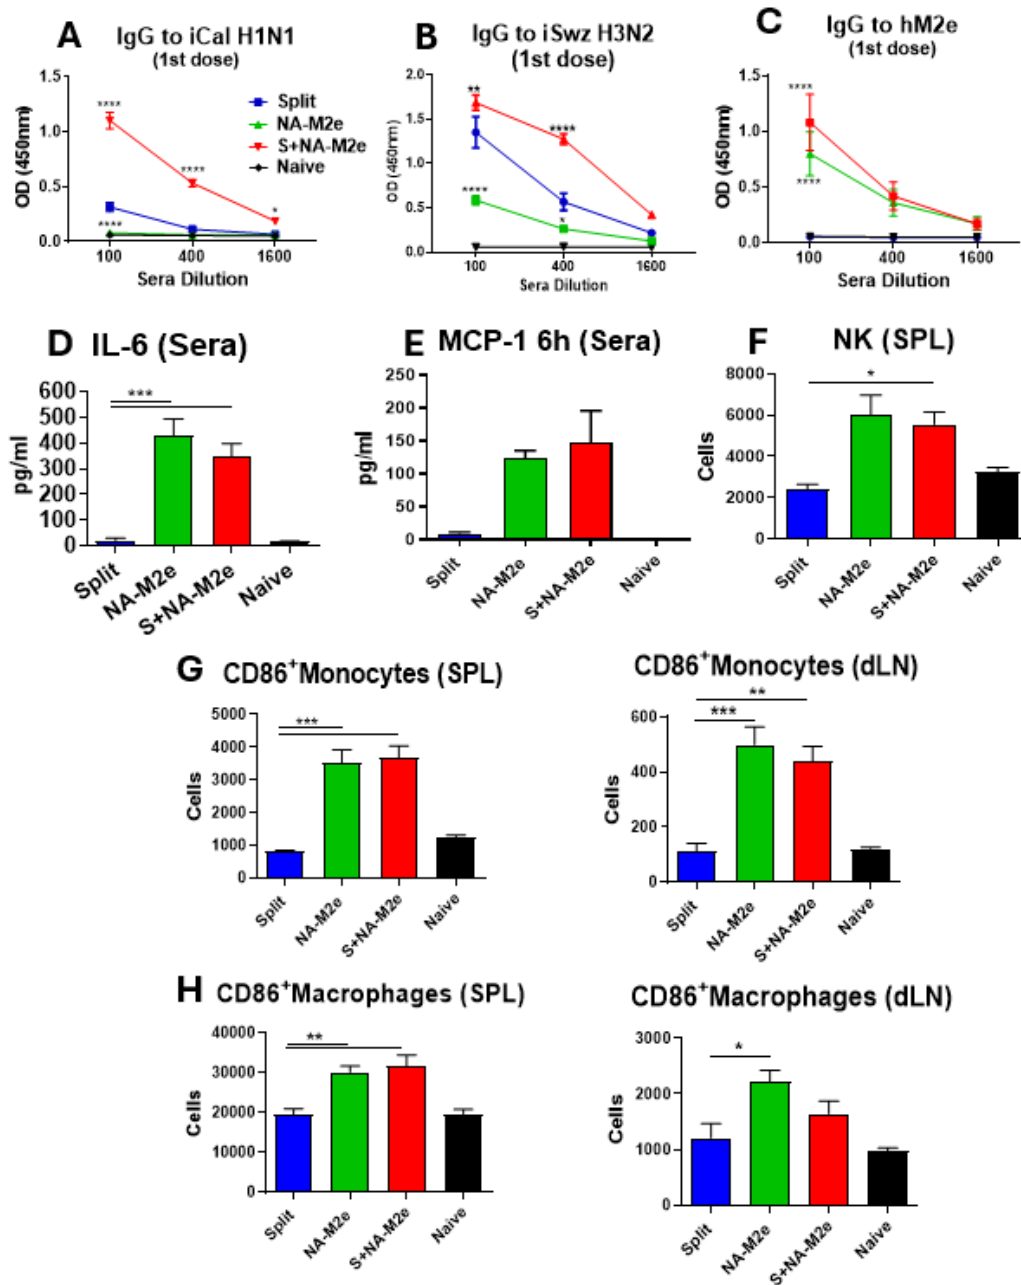 A
IgG to iCal H1N1
(1st dose)
OD (450nm)
1.5
1.0
0.5
0.0
****
****
****
*
100
400
1600
Sera Dilution
Split
NA-M2e
S+NA-M2e
Naive
B
IgG to iSwz H3N2
(1st dose)
OD (450nm)
2.0
1.5
1.0
0.5
0.0
**
****
****
*
100
400
1600
Sera Dilution
C
IgG to hM2e
(1st dose)
OD (450nm)
1.5
1.0
0.5
0.0
****
****
100
400
1600
Sera Dilution
D IL-6 (Sera)
pg/ml
600
500
400
300
200
100
0
***
Split
NA-M2e
S+NA-M2e
Naive
E MCP-1 6h (Sera)
pg/ml
250
200
150
100
50
0
Split
NA-M2e
S+NA-M2e
Naive
F NK (SPL)
Cells
8000
6000
4000
2000
0
*
Split
NA-M2e
S+NA-M2e
Naive
G CD86+Monocytes (SPL)
Cells
5000
4000
3000
2000
1000
0
***
Split
NA-M2e
S+NA-M2e
Naive
CD86+Monocytes (dLN)
Cells
600
400
200
0
**
***
Split
NA-M2e
S+NA-M2e
Naive
H CD86+Macrophages (SPL)
Cells
40000
30000
20000
10000
0
**
Split
NA-M2e
S+NA-M2e
Naive
CD86+Macrophages (dLN)
Cells
3000
2000
1000
0
*
Split
NA-M2e
S+NA-M2e
Naive